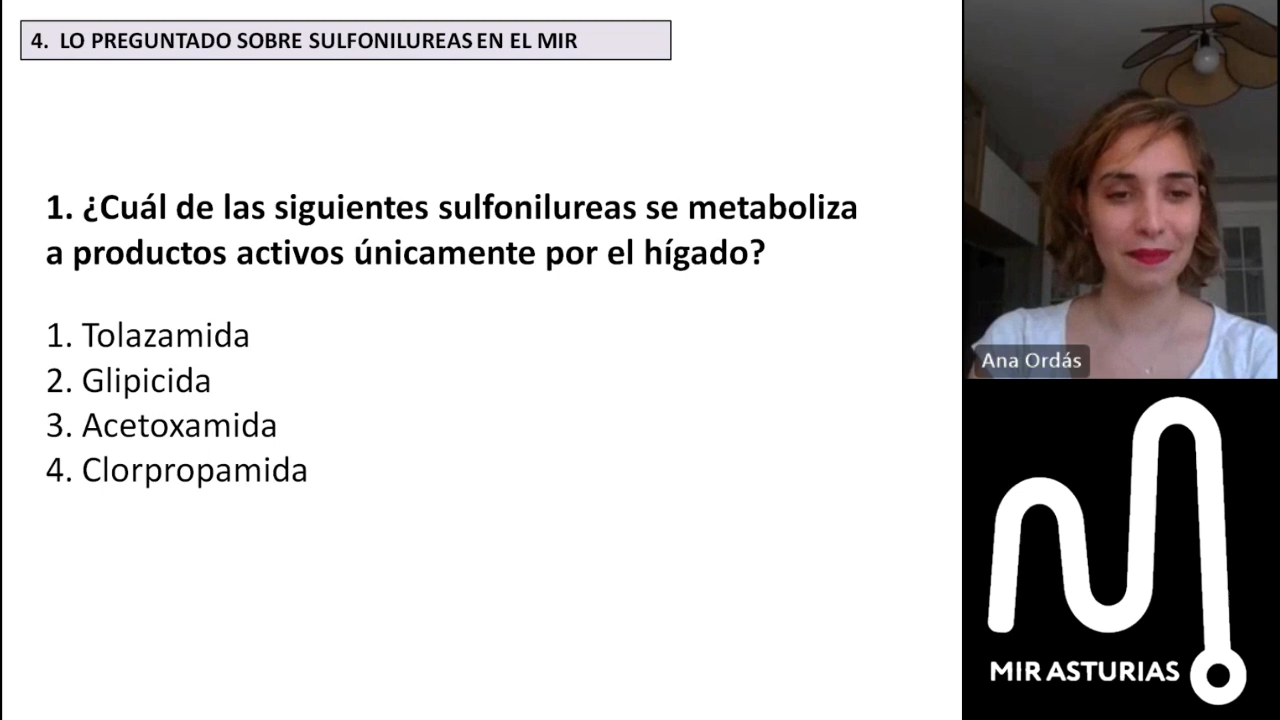 4. LO PREGUNTADO SOBRE SULFONILUREAS EN EL MIR
1. ¿Cuál de las siguientes sulfonilureas se metaboliza
a productos activos únicamente por el hígado?
1. Tolazamida
2. Glipicida
3. Acetoxamida
4. Clorpropamida
Ana Ordás
MIR ASTURIAS